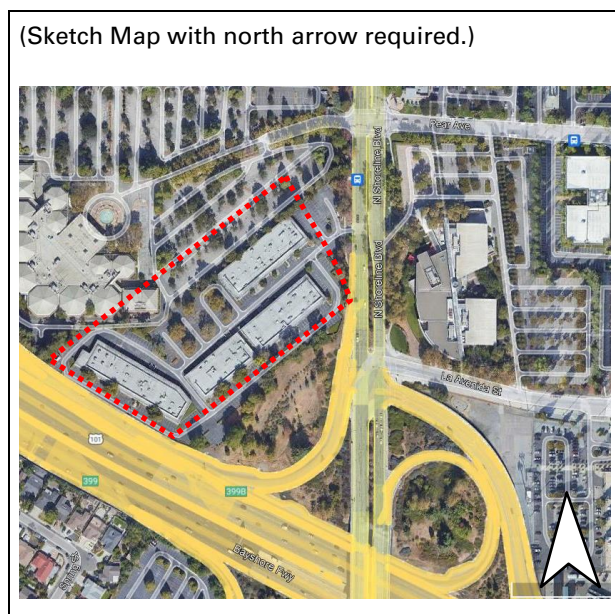 (Sketch Map with north arrow required.)
Pear Ave
N Shoreline Blvd
N Shoreline Blvd
La Avenida St
101
399
399B
Bayshore Fwy